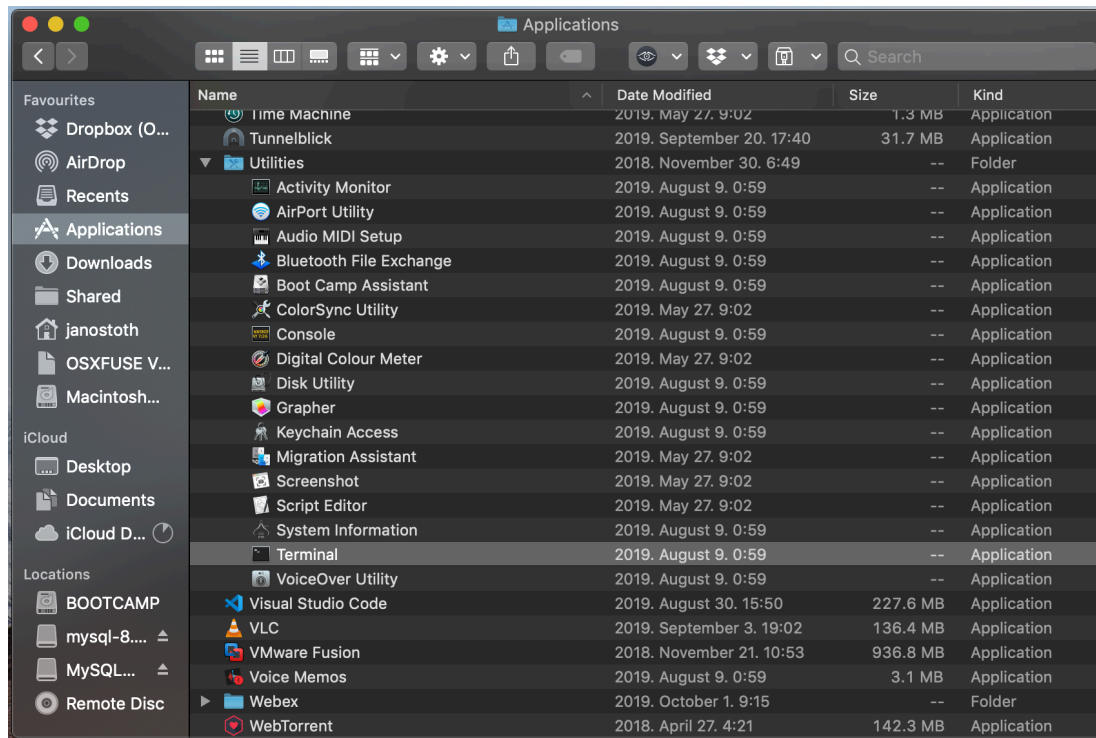 Applications
Search
Favourites
Dropbox (O...
AirDrop
Recents
Applications
Downloads
Shared
janostoth
OSXFUSE V...
Macintosh...
iCloud
Desktop
Documents
iCloud D...
Locations
BOOTCAMP
mysql-8....
MySQL...
Remote Disc
Name Date Modified Size Kind
Time Machine 2019. May 27. 9:02 1.3 MB Application
Tunnelblick 2019. September 20. 17:40 31.7 MB Application
Utilities 2018. November 30. 6:49 -- Folder
Activity Monitor 2019. August 9. 0:59 -- Application
AirPort Utility 2019. August 9. 0:59 -- Application
Audio MIDI Setup 2019. August 9. 0:59 -- Application
Bluetooth File Exchange 2019. August 9. 0:59 -- Application
Boot Camp Assistant 2019. August 9. 0:59 -- Application
ColorSync Utility 2019. May 27. 9:02 -- Application
Console 2019. August 9. 0:59 -- Application
Digital Colour Meter 2019. May 27. 9:02 -- Application
Disk Utility 2019. August 9. 0:59 -- Application
Grapher 2019. August 9. 0:59 -- Application
Keychain Access 2019. August 9. 0:59 -- Application
Migration Assistant 2019. May 27. 9:02 -- Application
Screenshot 2019. May 27. 9:02 -- Application
Script Editor 2019. May 27. 9:02 -- Application
System Information 2019. August 9. 0:59 -- Application
Terminal 2019. August 9. 0:59 -- Application
VoiceOver Utility 2019. August 9. 0:59 -- Application
Visual Studio Code 2019. August 30. 15:50 227.6 MB Application
VLC 2019. September 3. 19:02 136.4 MB Application
VMware Fusion 2018. November 21. 10:53 936.8 MB Application
Voice Memos 2019. August 9. 0:59 3.1 MB Application
Webex 2019. October 1. 9:15 -- Folder
WebTorrent 2018. April 27. 4:21 142.3 MB Application